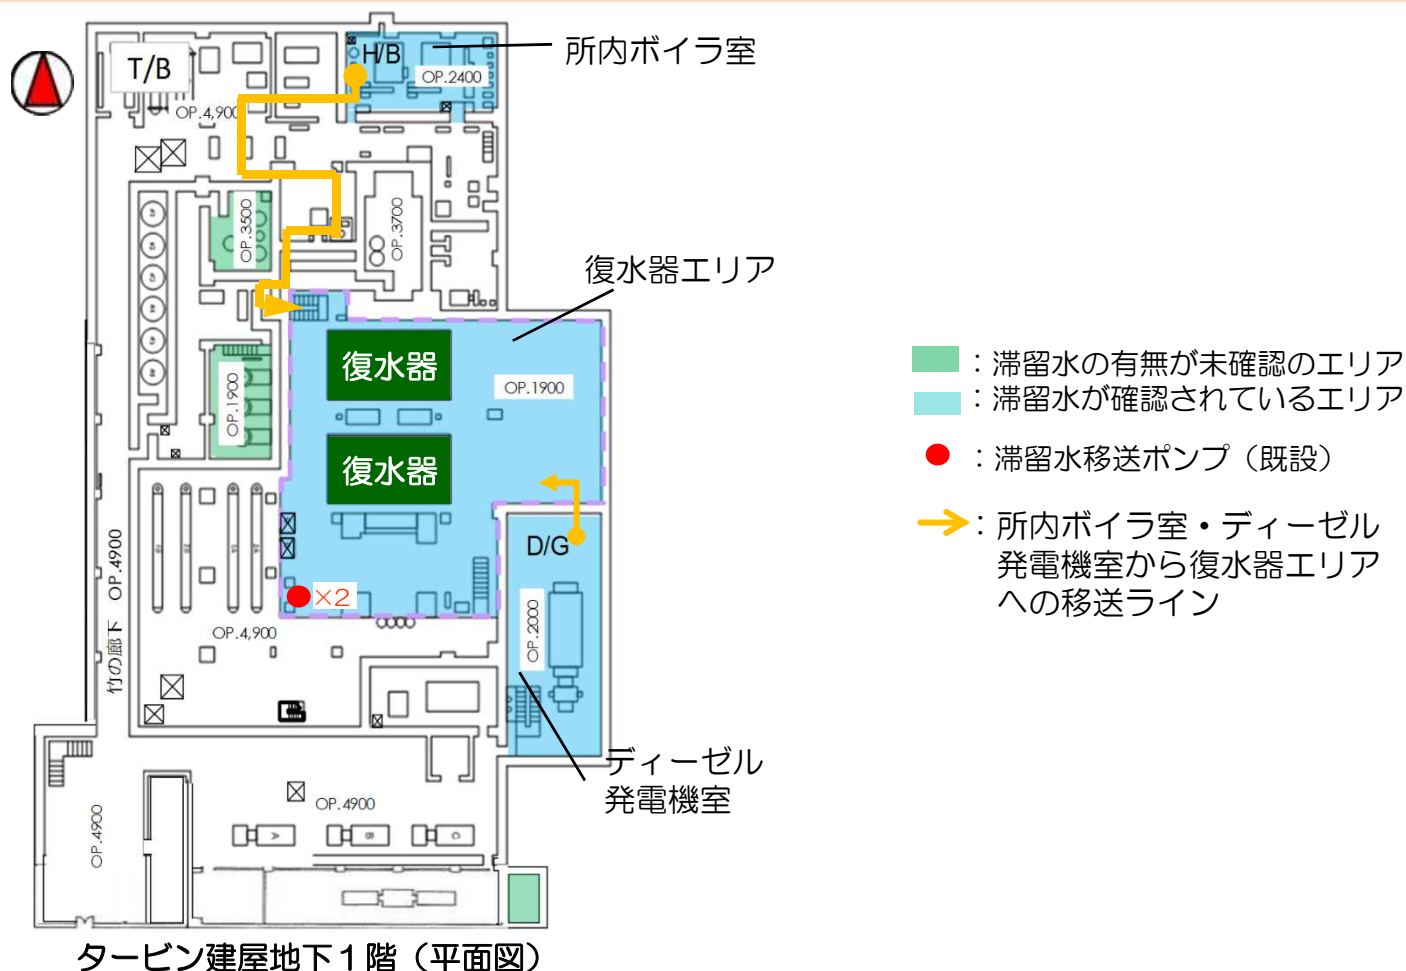 T/B
H/B
所内ボイラ室
OP.2400
OP.4,900
OP.3500
OP.3700
復水器エリア
復水器
OP.1900
OP.1900
復水器
D/G
×2
OP.2000
OP.4,900
竹の廊下 OP.4900
ディーゼル
発電機室
OP.4900
OP.4900
A
B
C
：滞留水の有無が未確認のエリア
：滞留水が確認されているエリア
：滞留水移送ポンプ（既設）
：所内ボイラ室・ディーゼル
発電機室から復水器エリア
への移送ライン
タービン建屋地下１階（平面図）